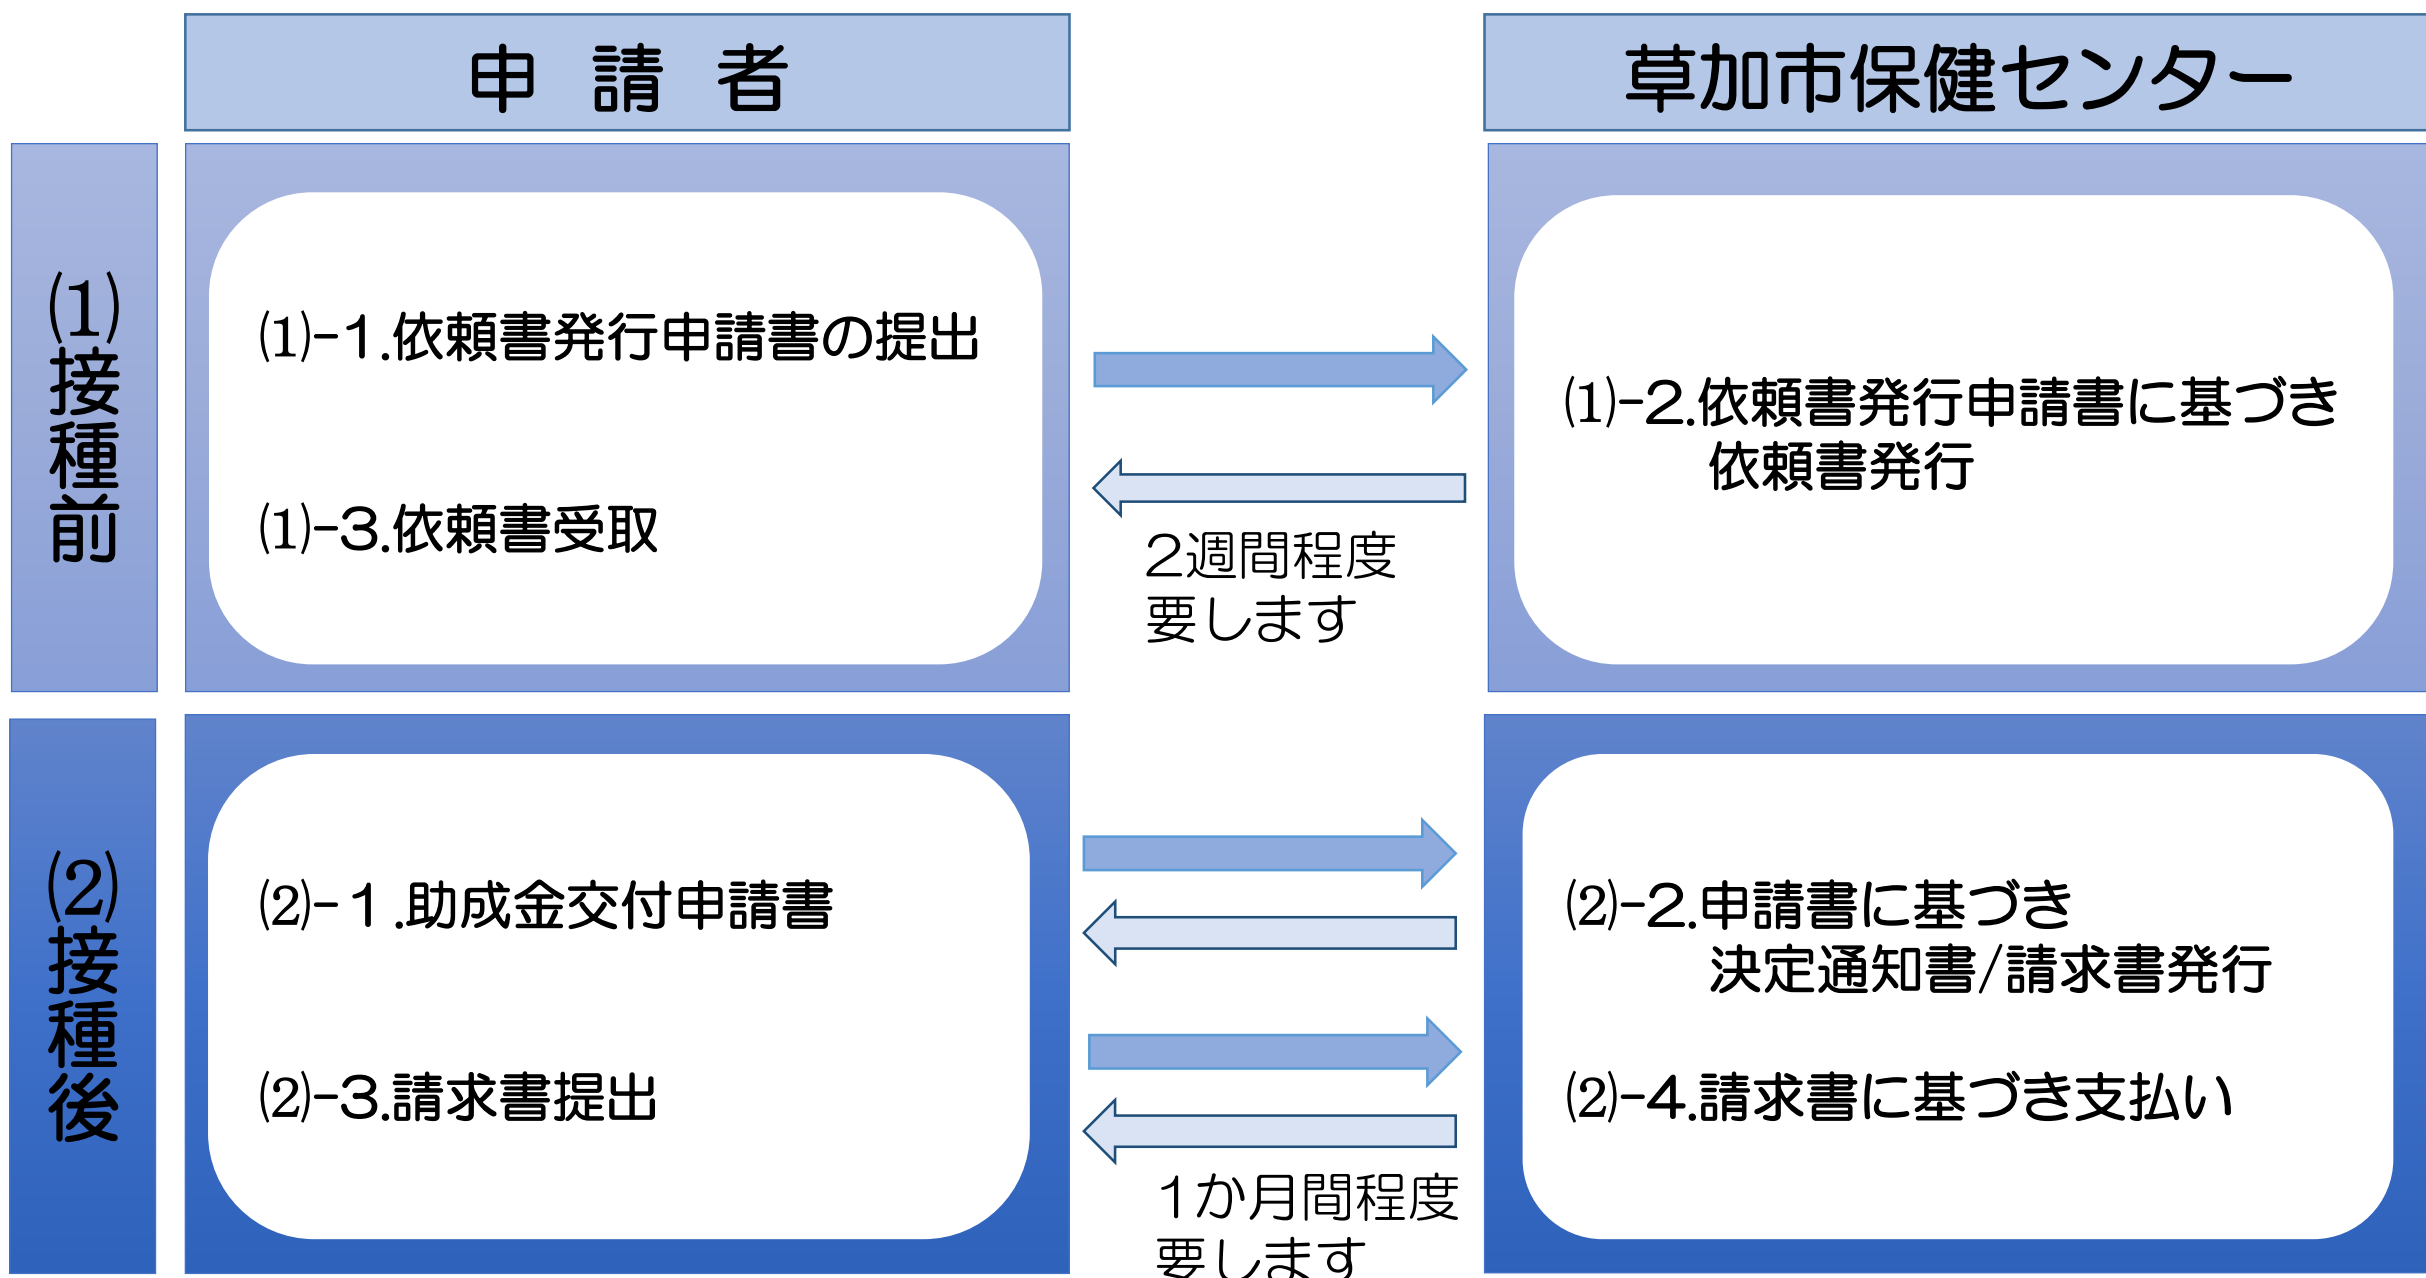 申 請 者
草加市保健センター
⑴接種前
⑴-1.依頼書発行申請書の提出
⑴-3.依頼書受取
2週間程度
要します
⑴-2.依頼書発行申請書に基づき
依頼書発行
⑵接種後
⑵-1.助成金交付申請書
⑵-3.請求書提出
1か月間程度
要します
⑵-2.申請書に基づき
決定通知書/請求書発行
⑵-4.請求書に基づき支払い